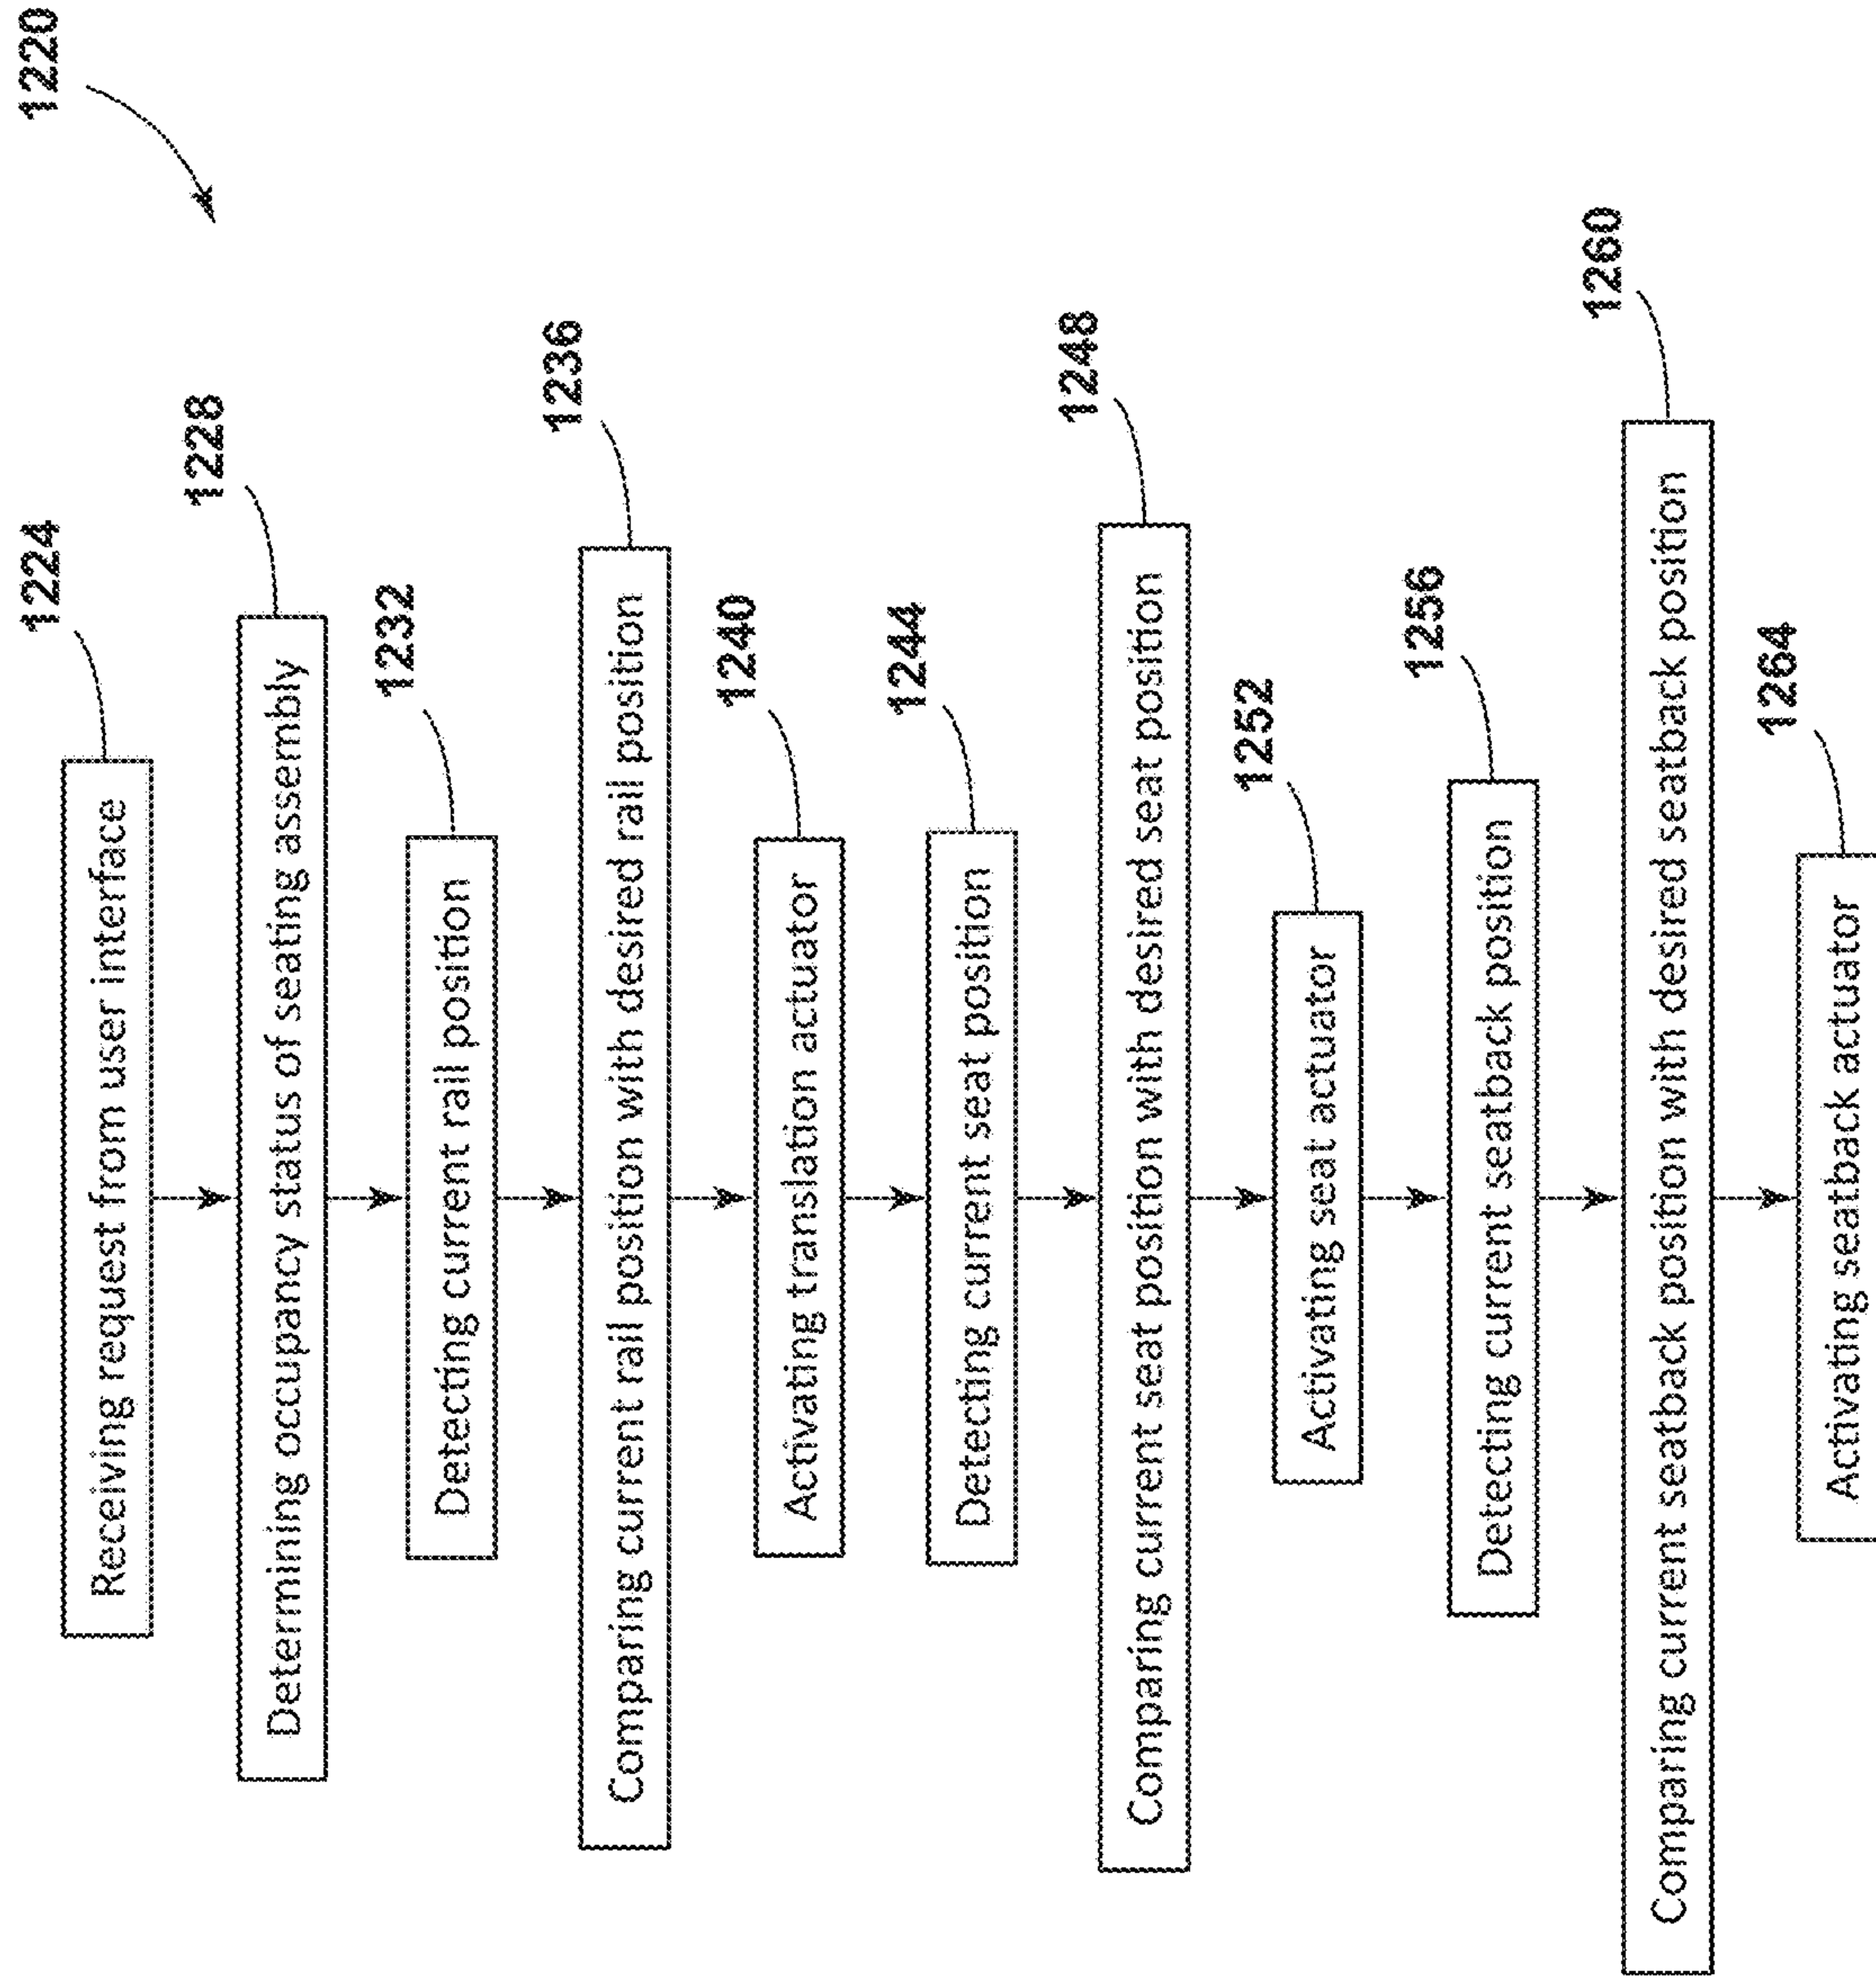 1220
1224
Receiving request from user interface
1228
Determining occupancy status of seating assembly
1232
Detecting current rail position
1236
Comparing current rail position with desired rail position
1240
Activating translation actuator
1244
Detecting current seat position
1248
Comparing current seat position with desired seat position
1252
Activating seat actuator
1256
Detecting current seatback position
1260
Comparing current seatback position with desired seatback position
1264
Activating seatback actuator